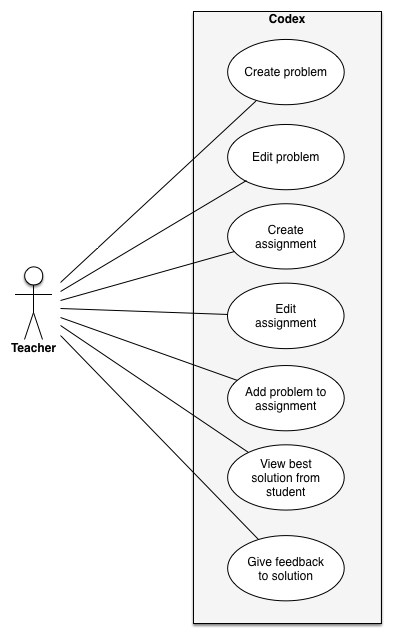 Codex
Create problem
Edit problem
Create
assignment
Edit
assignment
Teacher
Add problem to
assignment
View best
solution from
student
Give feedback
to solution